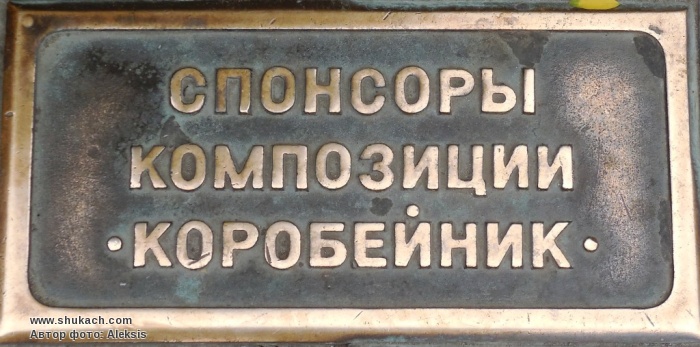 СПОНСОРЫ
КОМПОЗИЦИИ
·КОРОБЕЙНИК·
www.shukach.com
Автор фото: Aleksis